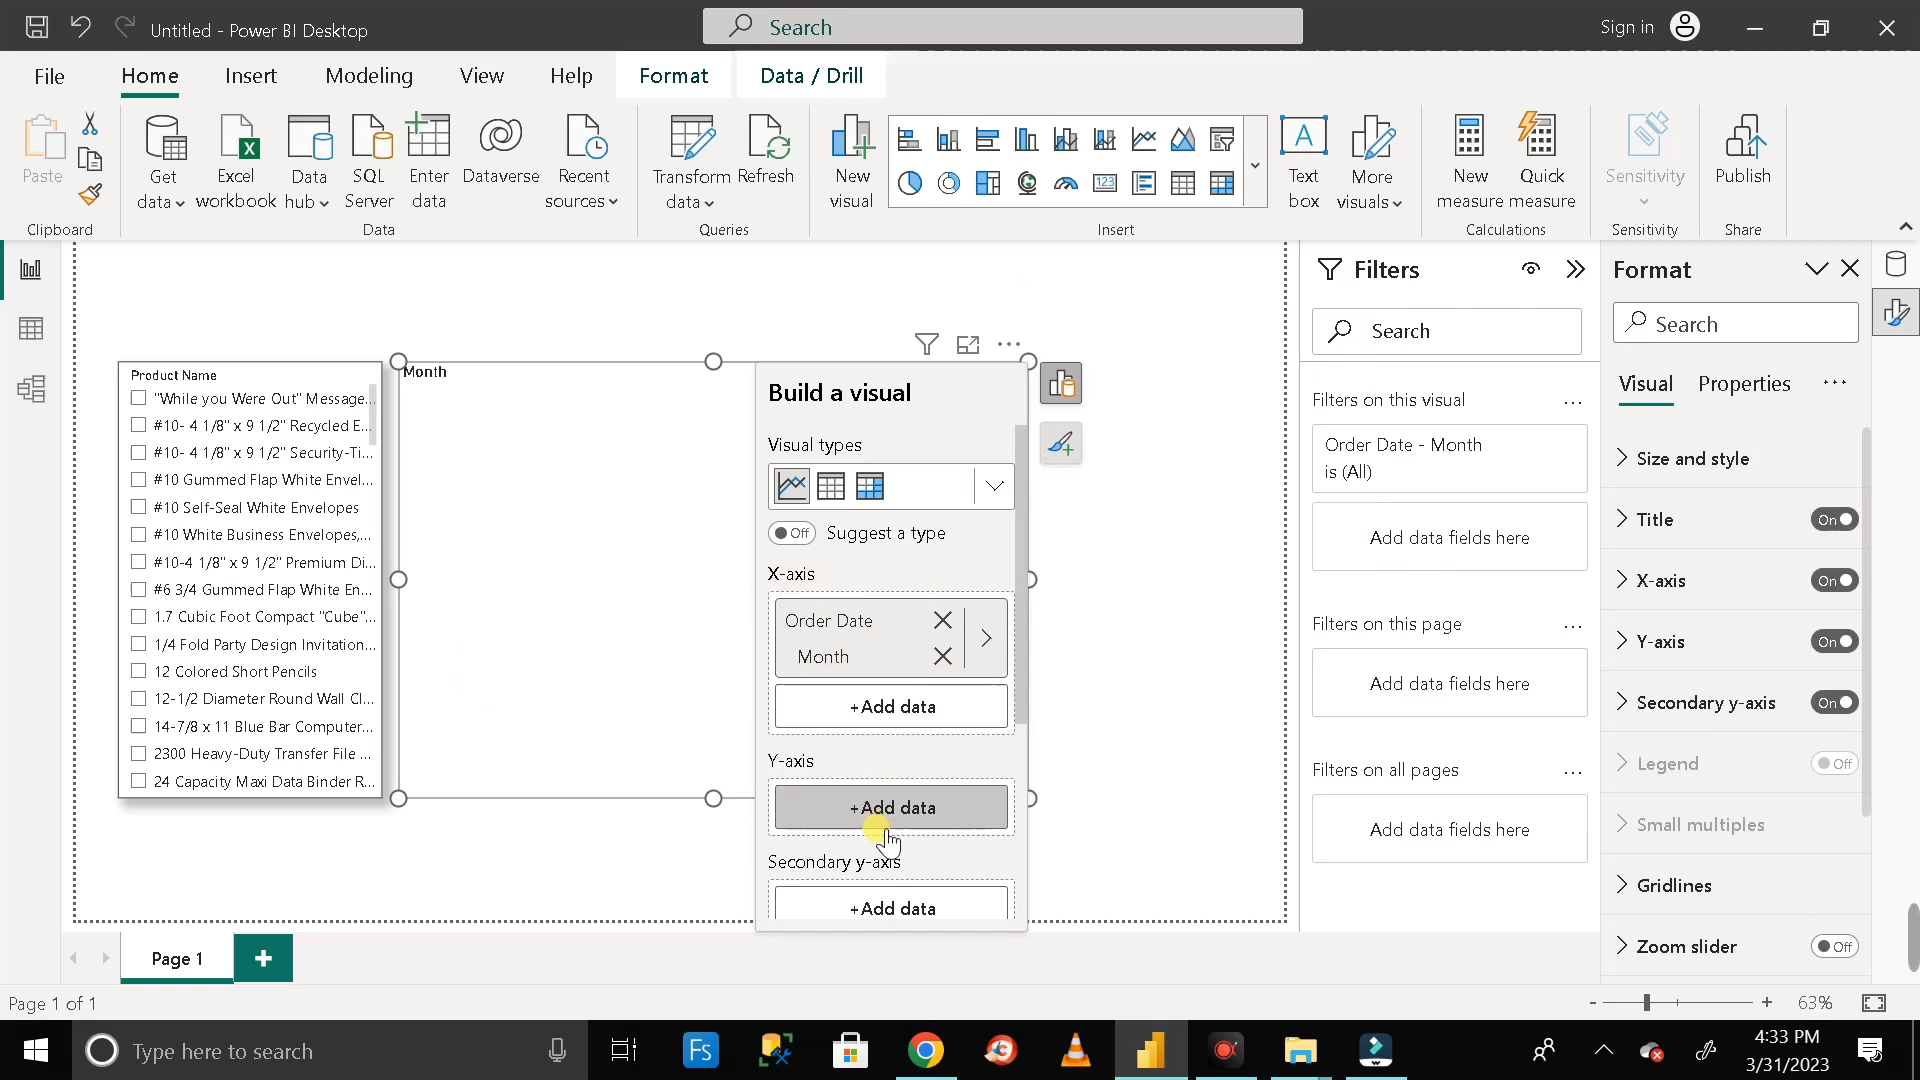 Untitled - Power BI Desktop
Search
Sign in
File
Home
Insert
Modeling
View
Help
Format
Data / Drill
Paste
Get data
Excel workbook
Data hub
SQL Server
Enter data
Dataverse
Recent sources
Transform data
Refresh
New visual
Text box
More visuals
New measure
Quick measure
Sensitivity
Publish
Clipboard
Data
Queries
Insert
Calculations
Sensitivity
Share
Product Name
"While you Were Out" Message...
#10- 4 1/8" x 9 1/2" Recycled E...
#10- 4 1/8" x 9 1/2" Security-Ti...
#10 Gummed Flap White Envel...
#10 Self-Seal White Envelopes
#10 White Business Envelopes,...
#10-4 1/8" x 9 1/2" Premium Di...
#6 3/4 Gummed Flap White En...
1.7 Cubic Foot Compact "Cube"...
1/4 Fold Party Design Invitation...
12 Colored Short Pencils
12-1/2 Diameter Round Wall Cl...
14-7/8 x 11 Blue Bar Computer...
2300 Heavy-Duty Transfer File ...
24 Capacity Maxi Data Binder R...
Month
Build a visual
Visual types
Off
Suggest a type
X-axis
Order Date
Month
+Add data
Y-axis
+Add data
Secondary y-axis
+Add data
Filters
Search
Filters on this visual
...
Order Date - Month
is (All)
Add data fields here
Filters on this page
...
Add data fields here
Filters on all pages
...
Add data fields here
Format
Search
Visual
Properties
...
Size and style
Title
On
X-axis
On
Y-axis
On
Secondary y-axis
On
Legend
Off
Small multiples
Gridlines
Zoom slider
Off
Page 1
+
Page 1 of 1
- + 63%
Type here to search
Fs
4:33 PM
3/31/2023